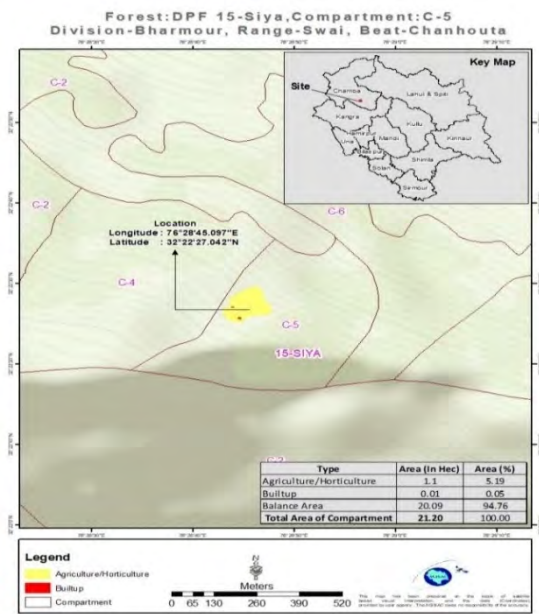 Forest:DPF 15-Siya,Compartment:C-5
Division-Bharmour, Range-Swai, Beat-Chanhouta
Key Map
Site
Chamba
Lahul & Spiti
Kangra
Kullu
Hamirpur
Mandi
Una
Kinnaur
Bilaspur
Shimla
Solan
Sirmour
C-2
C-2
C-6
Location
Longitude : 76°28'45.097"E
Latitude : 32°22'27.042"N
C-4
C-5
15-SIYA
Type Area (In Hec) Area (%)
Agriculture/Horticulture 1.1 5.19
Builtup 0.01 0.05
Balance Area 20.09 94.76
Total Area of Compartment 21.20 100.00
Legend
Agriculture/Horticulture
Builtup
Compartment
N
Meters
0 65 130 260 390 520